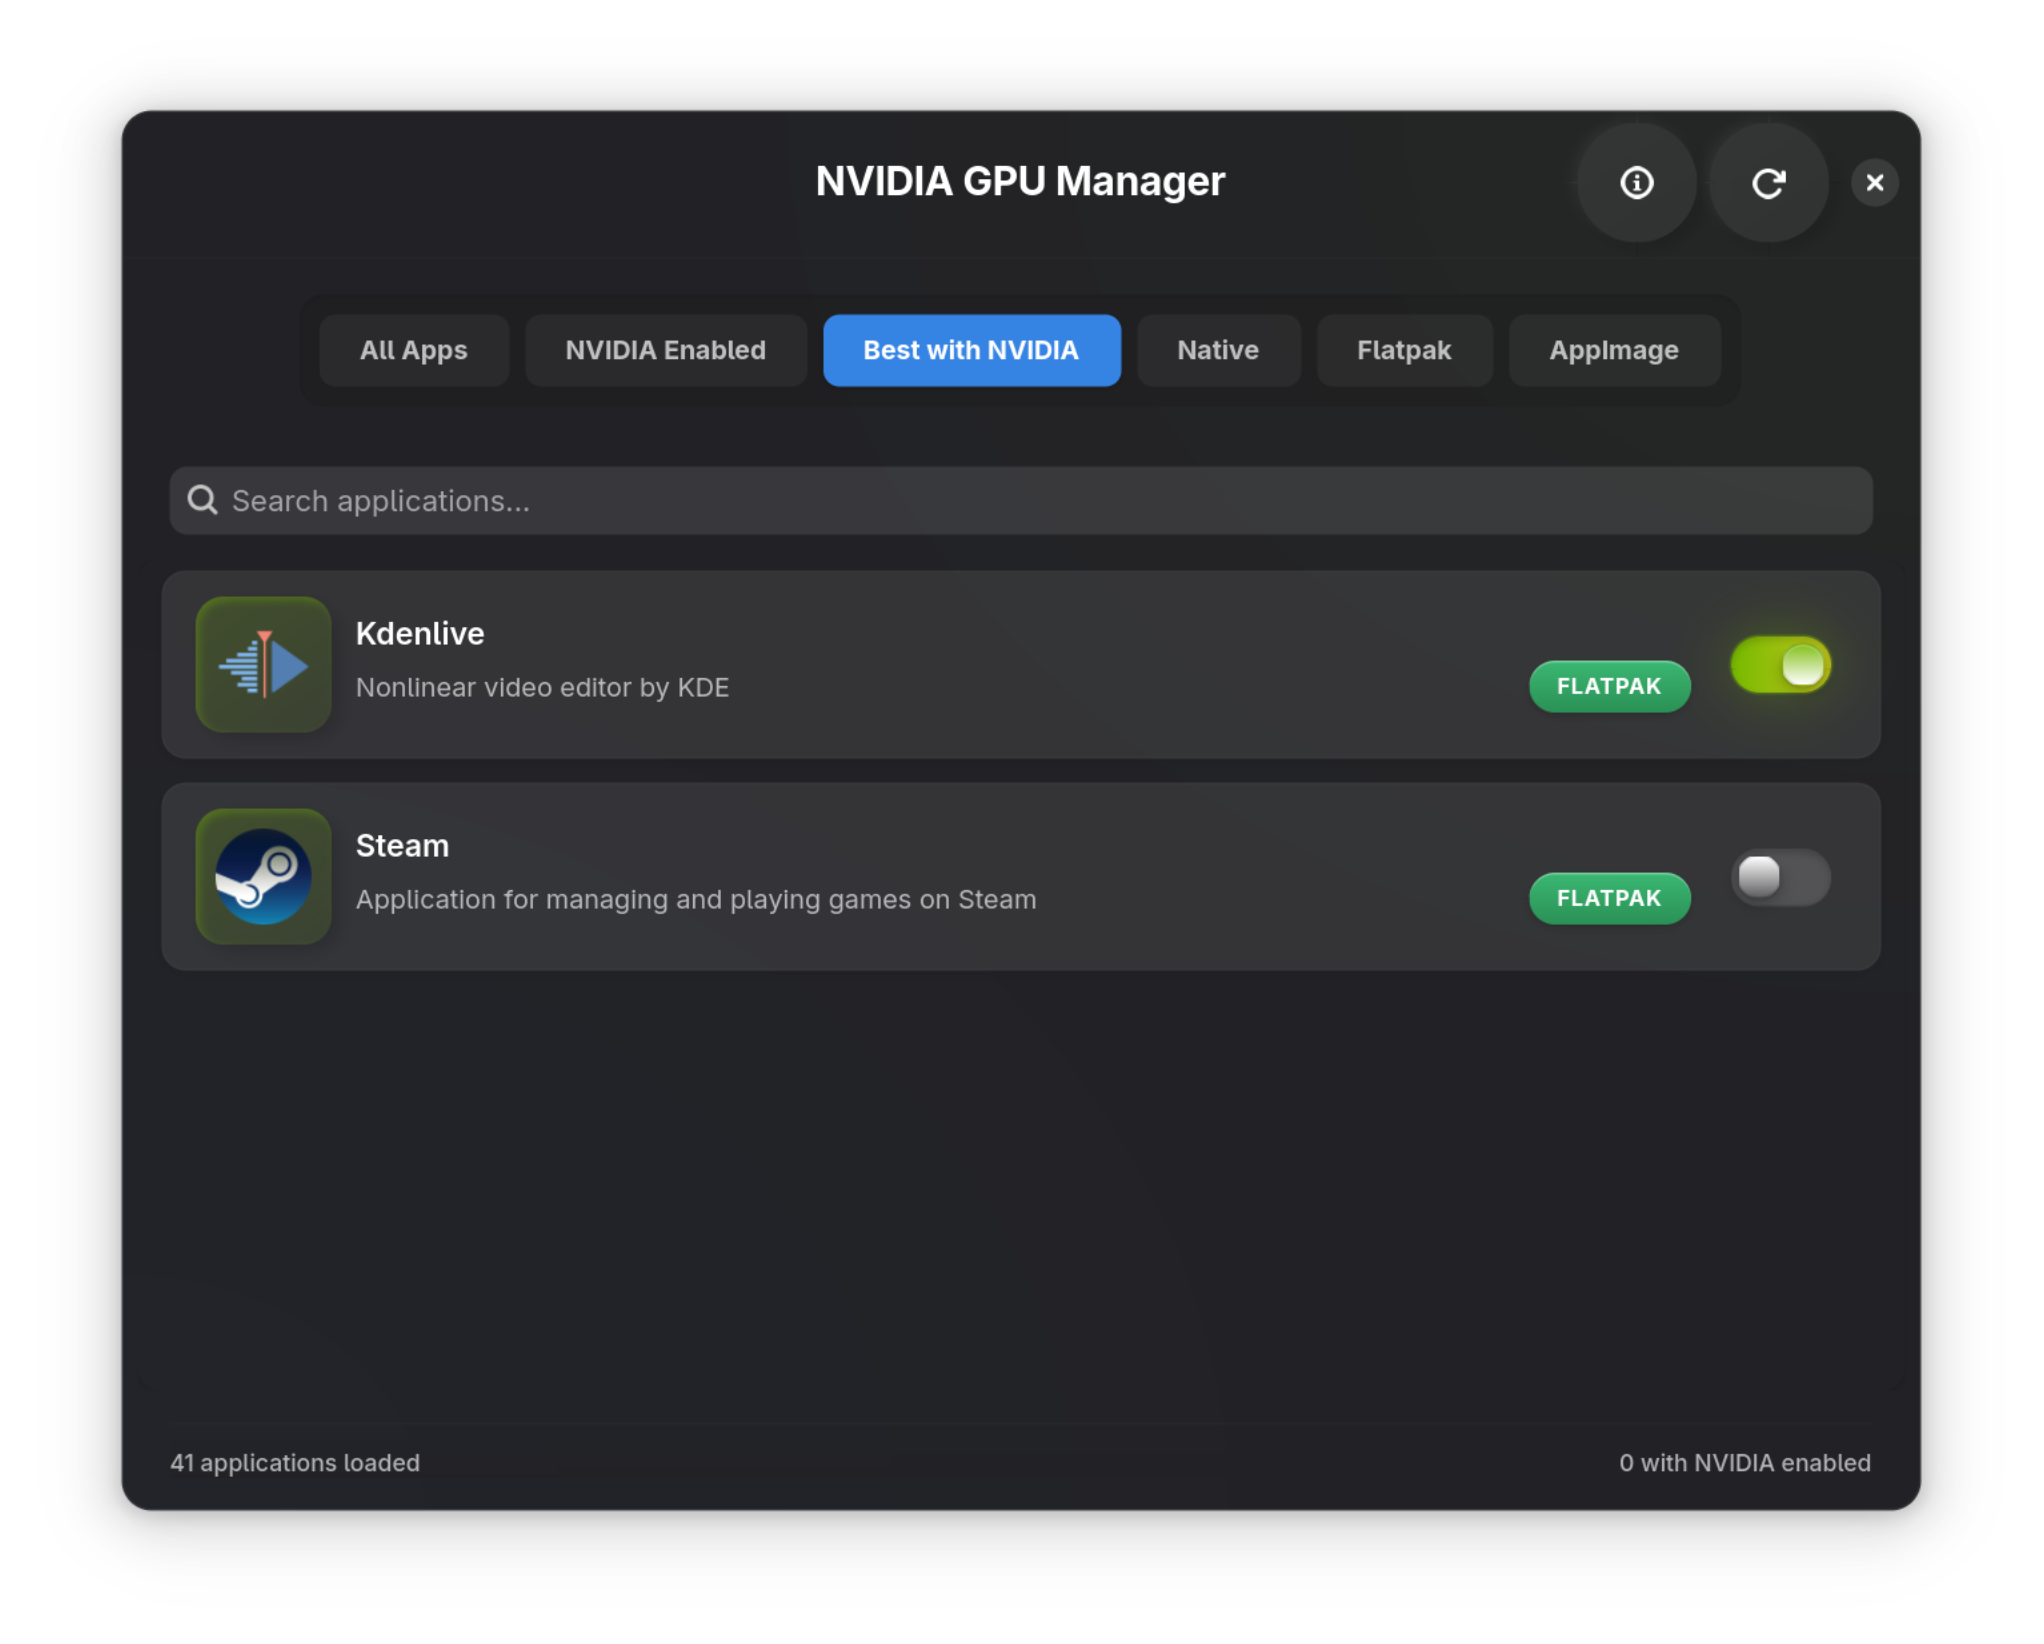 NVIDIA GPU Manager
All Apps
NVIDIA Enabled
Best with NVIDIA
Native
Flatpak
AppImage
Search applications...
Kdenlive
Nonlinear video editor by KDE
FLATPAK
Steam
Application for managing and playing games on Steam
FLATPAK
41 applications loaded
0 with NVIDIA enabled